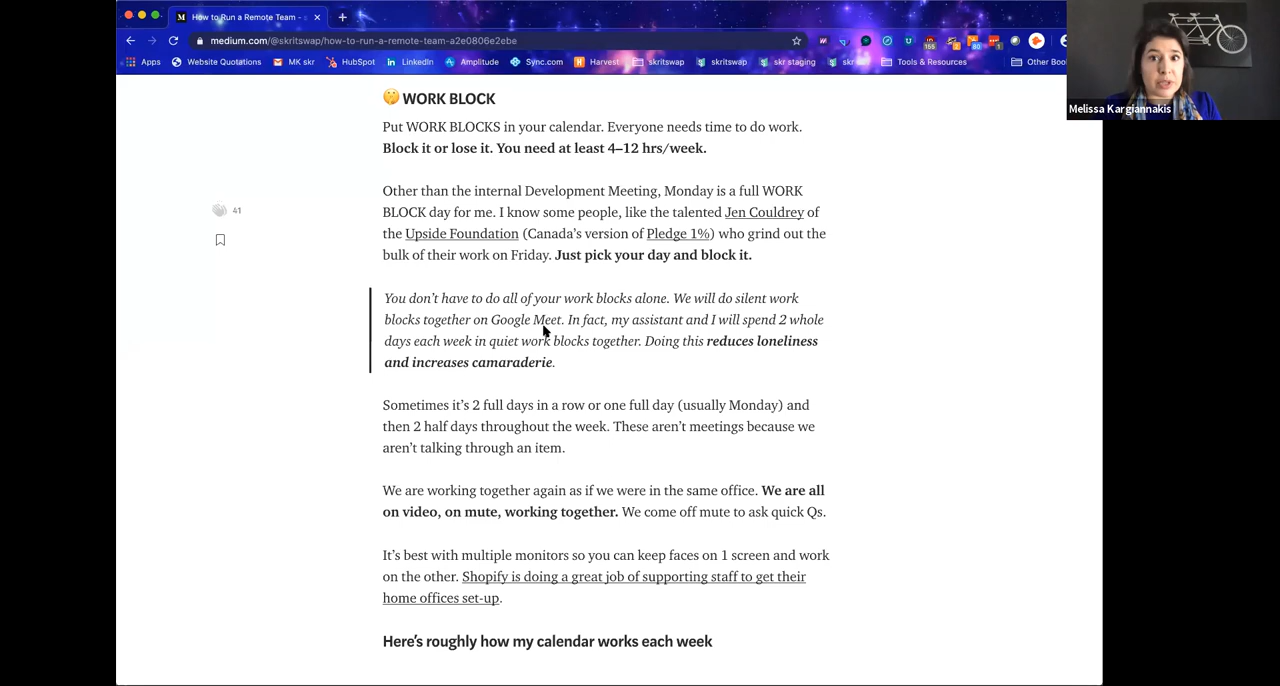 How to Run a Remote Team -
medium.com/@skritswap/how-to-run-a-remote-team-a2e0806e2ebe
155
80
1
Apps
Website Quotations
MK skr
HubSpot
LinkedIn
Amplitude
Sync.com
Harvest
skritswap
skritswap
skr staging
skr
Tools & Resources
Other Boo
Melissa Kargiannakis
WORK BLOCK
Put WORK BLOCKS in your calendar. Everyone needs time to do work.
Block it or lose it. You need at least 4–12 hrs/week.
Other than the internal Development Meeting, Monday is a full WORK
BLOCK day for me. I know some people, like the talented Jen Couldrey of
the Upside Foundation (Canada’s version of Pledge 1%) who grind out the
bulk of their work on Friday. Just pick your day and block it.
41
You don’t have to do all of your work blocks alone. We will do silent work
blocks together on Google Meet. In fact, my assistant and I will spend 2 whole
days each week in quiet work blocks together. Doing this reduces loneliness
and increases camaraderie.
Sometimes it’s 2 full days in a row or one full day (usually Monday) and
then 2 half days throughout the week. These aren’t meetings because we
aren’t talking through an item.
We are working together again as if we were in the same office. We are all
on video, on mute, working together. We come off mute to ask quick Qs.
It’s best with multiple monitors so you can keep faces on 1 screen and work
on the other. Shopify is doing a great job of supporting staff to get their
home offices set-up.
Here’s roughly how my calendar works each week